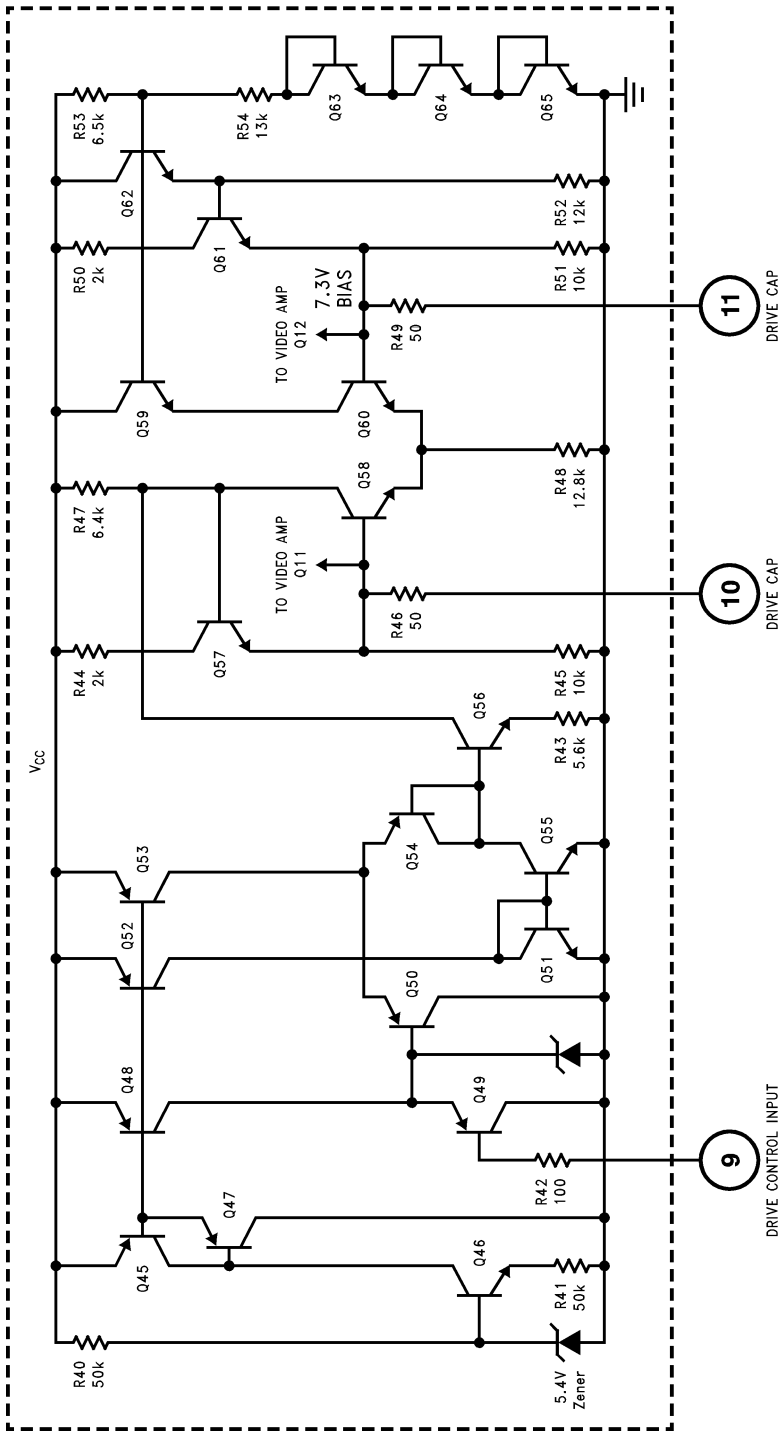 VCC
R40
50k
5.4V
Zener
Q45
Q47
Q46
R41
50k
Q48
Q49
R42
100
9
DRIVE CONTROL INPUT
Q52
Q53
Q50
Q51
Q54
Q55
Q56
R43
5.6k
R44
2k
Q57
R45
10k
R46
50
TO VIDEO AMP
Q11
10
DRIVE CAP
R47
6.4k
Q58
R48
12.8k
Q59
Q60
TO VIDEO AMP
Q12
7.3V
BIAS
R49
50
11
DRIVE CAP
R50
2k
Q61
R51
10k
Q62
R52
12k
R53
6.5k
R54
13k
Q63
Q64
Q65